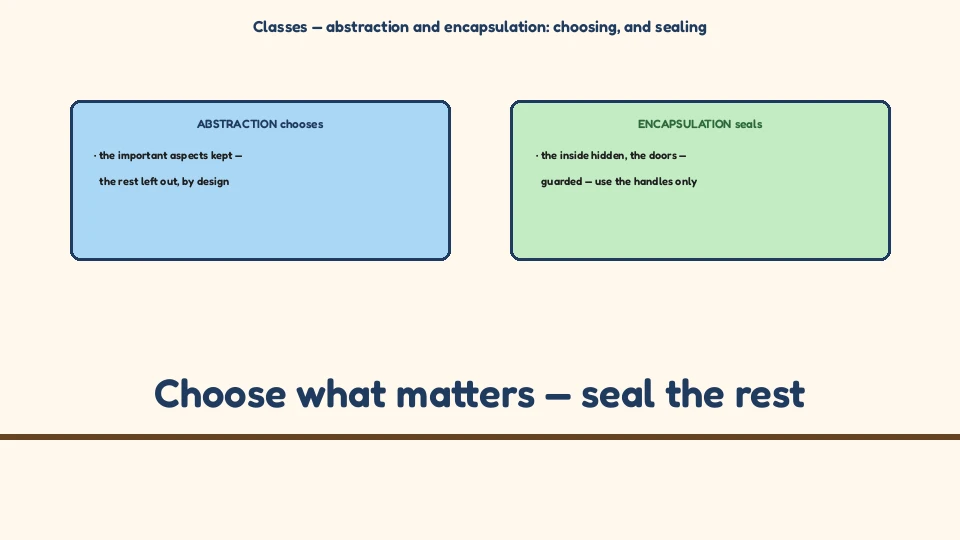 Classes — abstraction and encapsulation: choosing, and sealing
ABSTRACTION chooses
· the important aspects kept —
the rest left out, by design
ENCAPSULATION seals
· the inside hidden, the doors —
guarded — use the handles only
Choose what matters — seal the rest